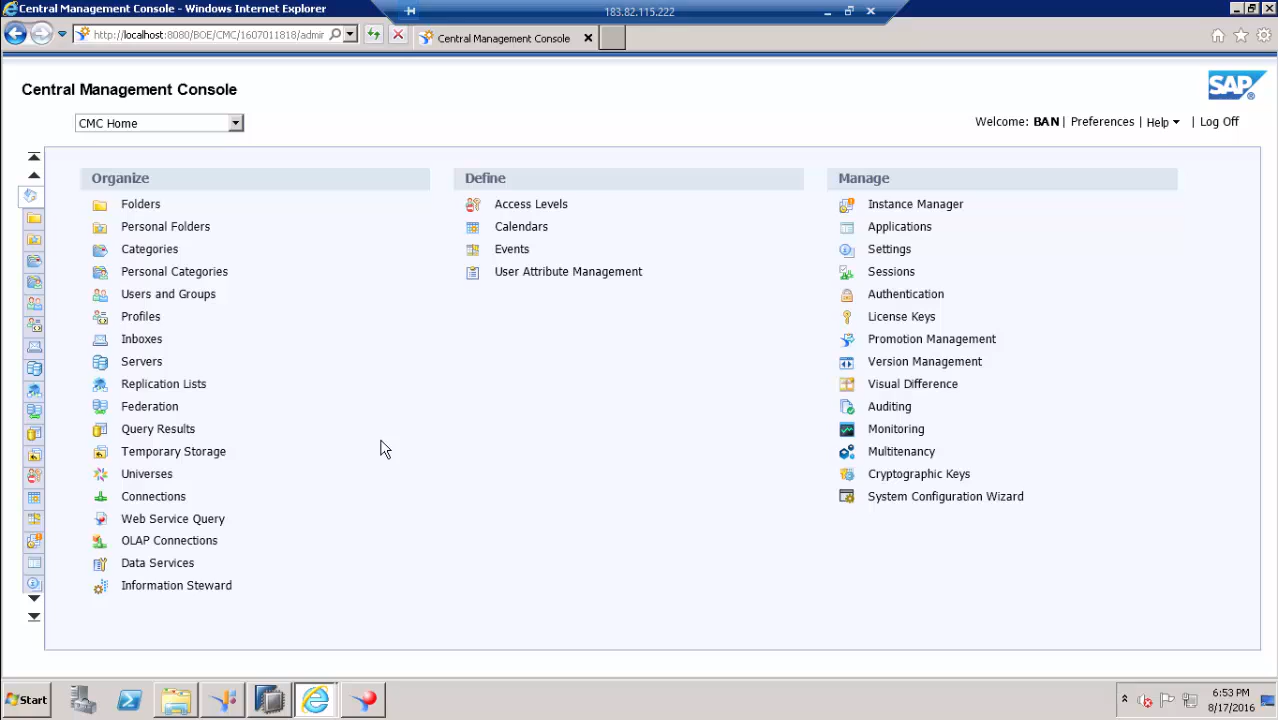 Central Management Console - Windows Internet Explorer
183.82.115.222
http://localhost:8080/BOE/CMC/1607011818/admir
Central Management Console
Central Management Console
SAP
CMC Home
Welcome: BAN | Preferences | Help | Log Off
Organize
Folders
Personal Folders
Categories
Personal Categories
Users and Groups
Profiles
Inboxes
Servers
Replication Lists
Federation
Query Results
Temporary Storage
Universes
Connections
Web Service Query
OLAP Connections
Data Services
Information Steward
Define
Access Levels
Calendars
Events
User Attribute Management
Manage
Instance Manager
Applications
Settings
Sessions
Authentication
License Keys
Promotion Management
Version Management
Visual Difference
Auditing
Monitoring
Multitenancy
Cryptographic Keys
System Configuration Wizard
Start
6:53 PM
8/17/2016